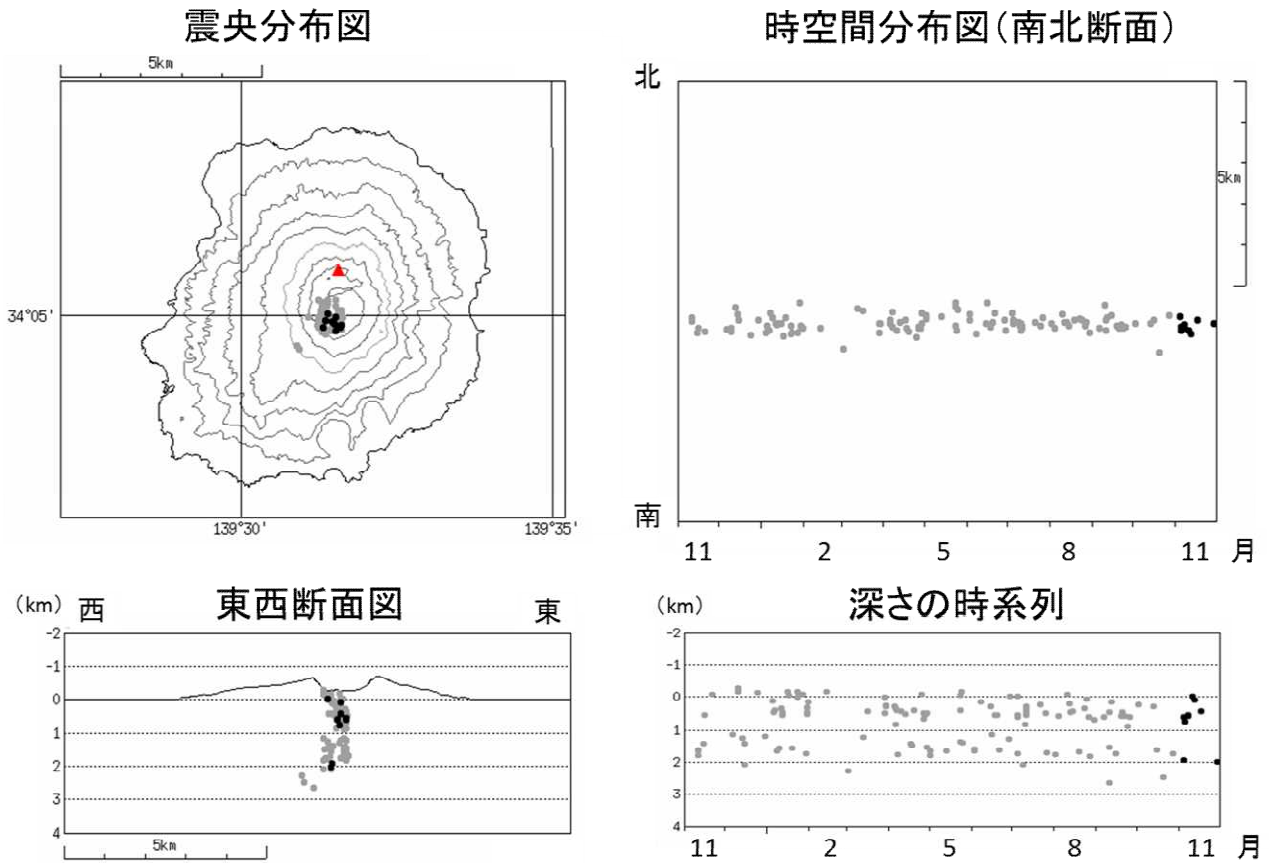 震央分布図
5km
34°05'
139°30'
139°35'
時空間分布図（南北断面）
北
5km
南
11 2 5 8 11 月
東西断面図
（km） 西 東
-2
-1
0
1
2
3
4
5km
深さの時系列
（km）
-2
-1
0
1
2
3
4
11 2 5 8 11 月